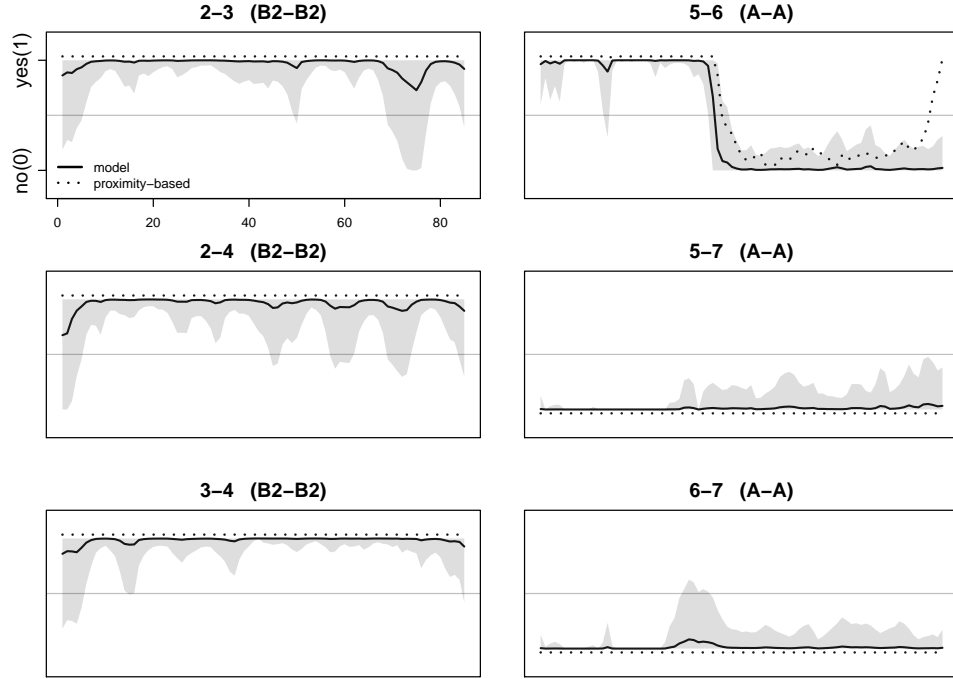 2–3 (B2–B2)
5–6 (A–A)
yes(1)
no(0)
model
proximity–based
0 20 40 60 80
2–4 (B2–B2)
5–7 (A–A)
3–4 (B2–B2)
6–7 (A–A)